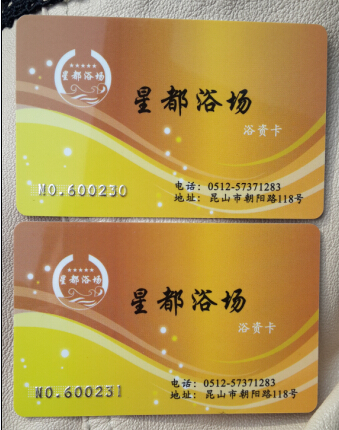 ★★★★★
星都浴场
星都浴场
浴资卡
NO.600230
电话：0512-57371283
地址：昆山市朝阳路118号
★★★★★
星都浴场
星都浴场
浴资卡
NO.600231
电话：0512-57371283
地址：昆山市朝阳路118号